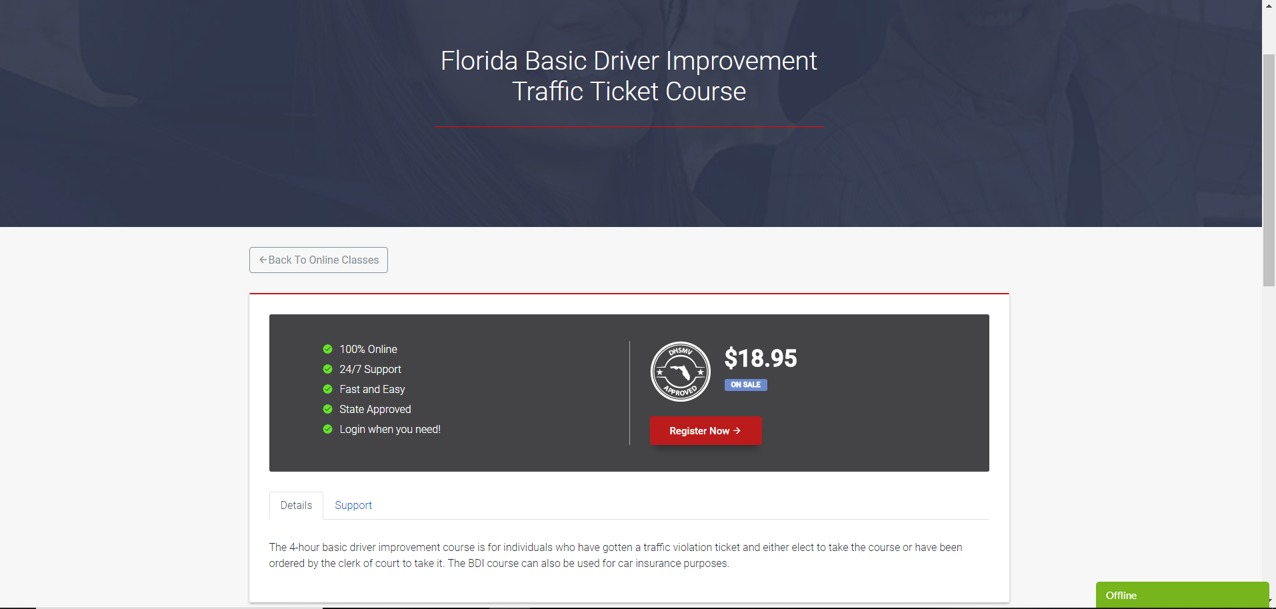 Florida Basic Driver Improvement
Traffic Ticket Course
Back To Online Classes
100% Online
24/7 Support
Fast and Easy
State Approved
Login when you need!
DHSMV
APPROVED
$18.95
ON SALE
Register Now
Details
Support
The 4-hour basic driver improvement course is for individuals who have gotten a traffic violation ticket and either elect to take the course or have been
ordered by the clerk of court to take it. The BDI course can also be used for car insurance purposes.
Offline